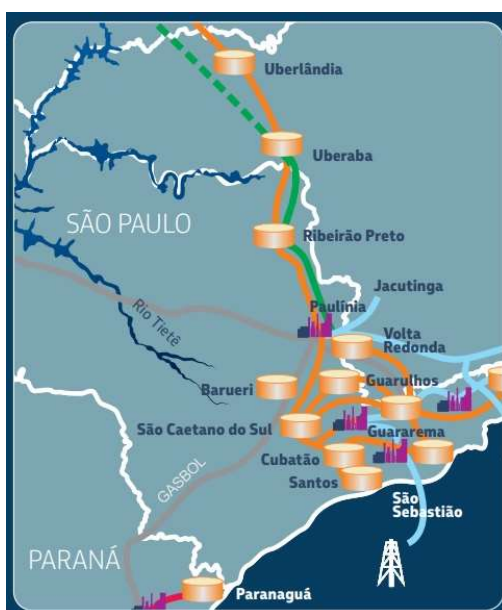 Uberlândia
Uberaba
SÃO PAULO
Ribeirão Preto
Jacutinga
Paulínia
Rio Tietê
Volta
Redonda
Barueri
Guarulhos
São Caetano do Sul
Guararema
Cubatão
GASBOL
Santos
São
Sebastião
PARANÁ
Paranaguá